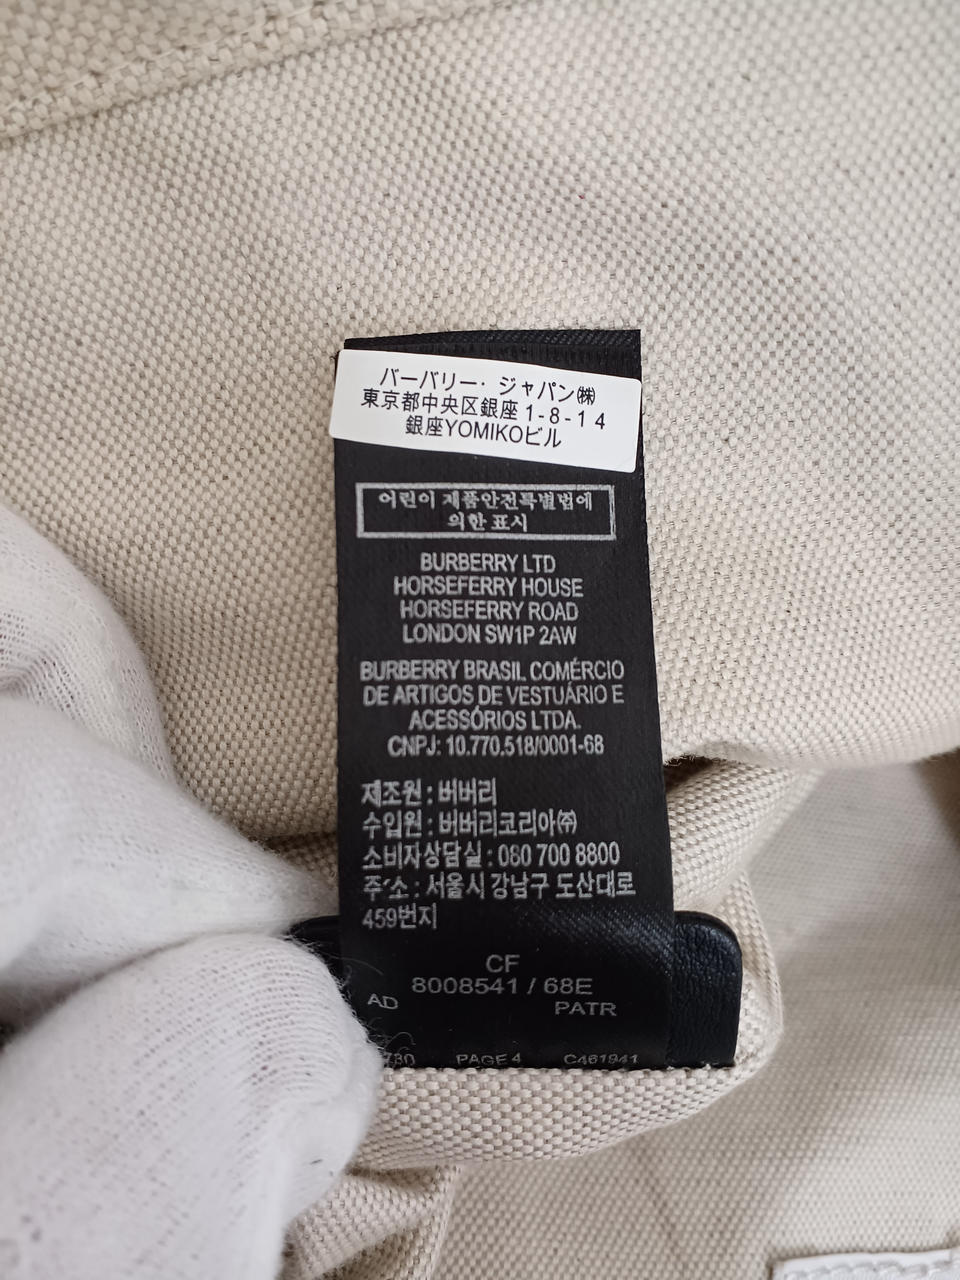 バーバリー・ジャパン㈱
東京都中央区銀座1-8-14
銀座YOMIKOビル
어린이 제품안전특별법에
의한 표시
BURBERRY LTD
HORSEFERRY HOUSE
HORSEFERRY ROAD
LONDON SW1P 2AW
BURBERRY BRASIL COMÉRCIO
DE ARTIGOS DE VESTUÁRIO E
ACESSÓRIOS LTDA.
CNPJ: 10.770.518/0001-68
제조원 : 버버리
수입원 : 버버리코리아㈜
소비자상담실 : 080 700 8800
주소 : 서울시 강남구 도산대로
459번지
CF
8008541 / 68E
AD PATR
PAGE 4 C461941